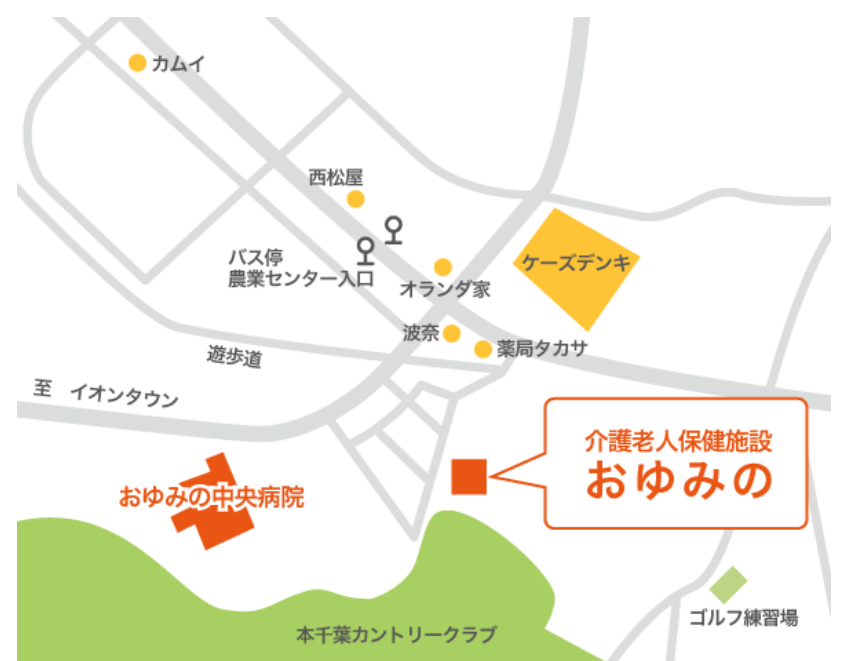 カムイ
西松屋
バス停
農業センター入口
ケーズデンキ
オランダ家
波奈
薬局タカサ
遊歩道
至　イオンタウン
介護老人保健施設
おゆみの
おゆみの中央病院
ゴルフ練習場
本千葉カントリークラブ